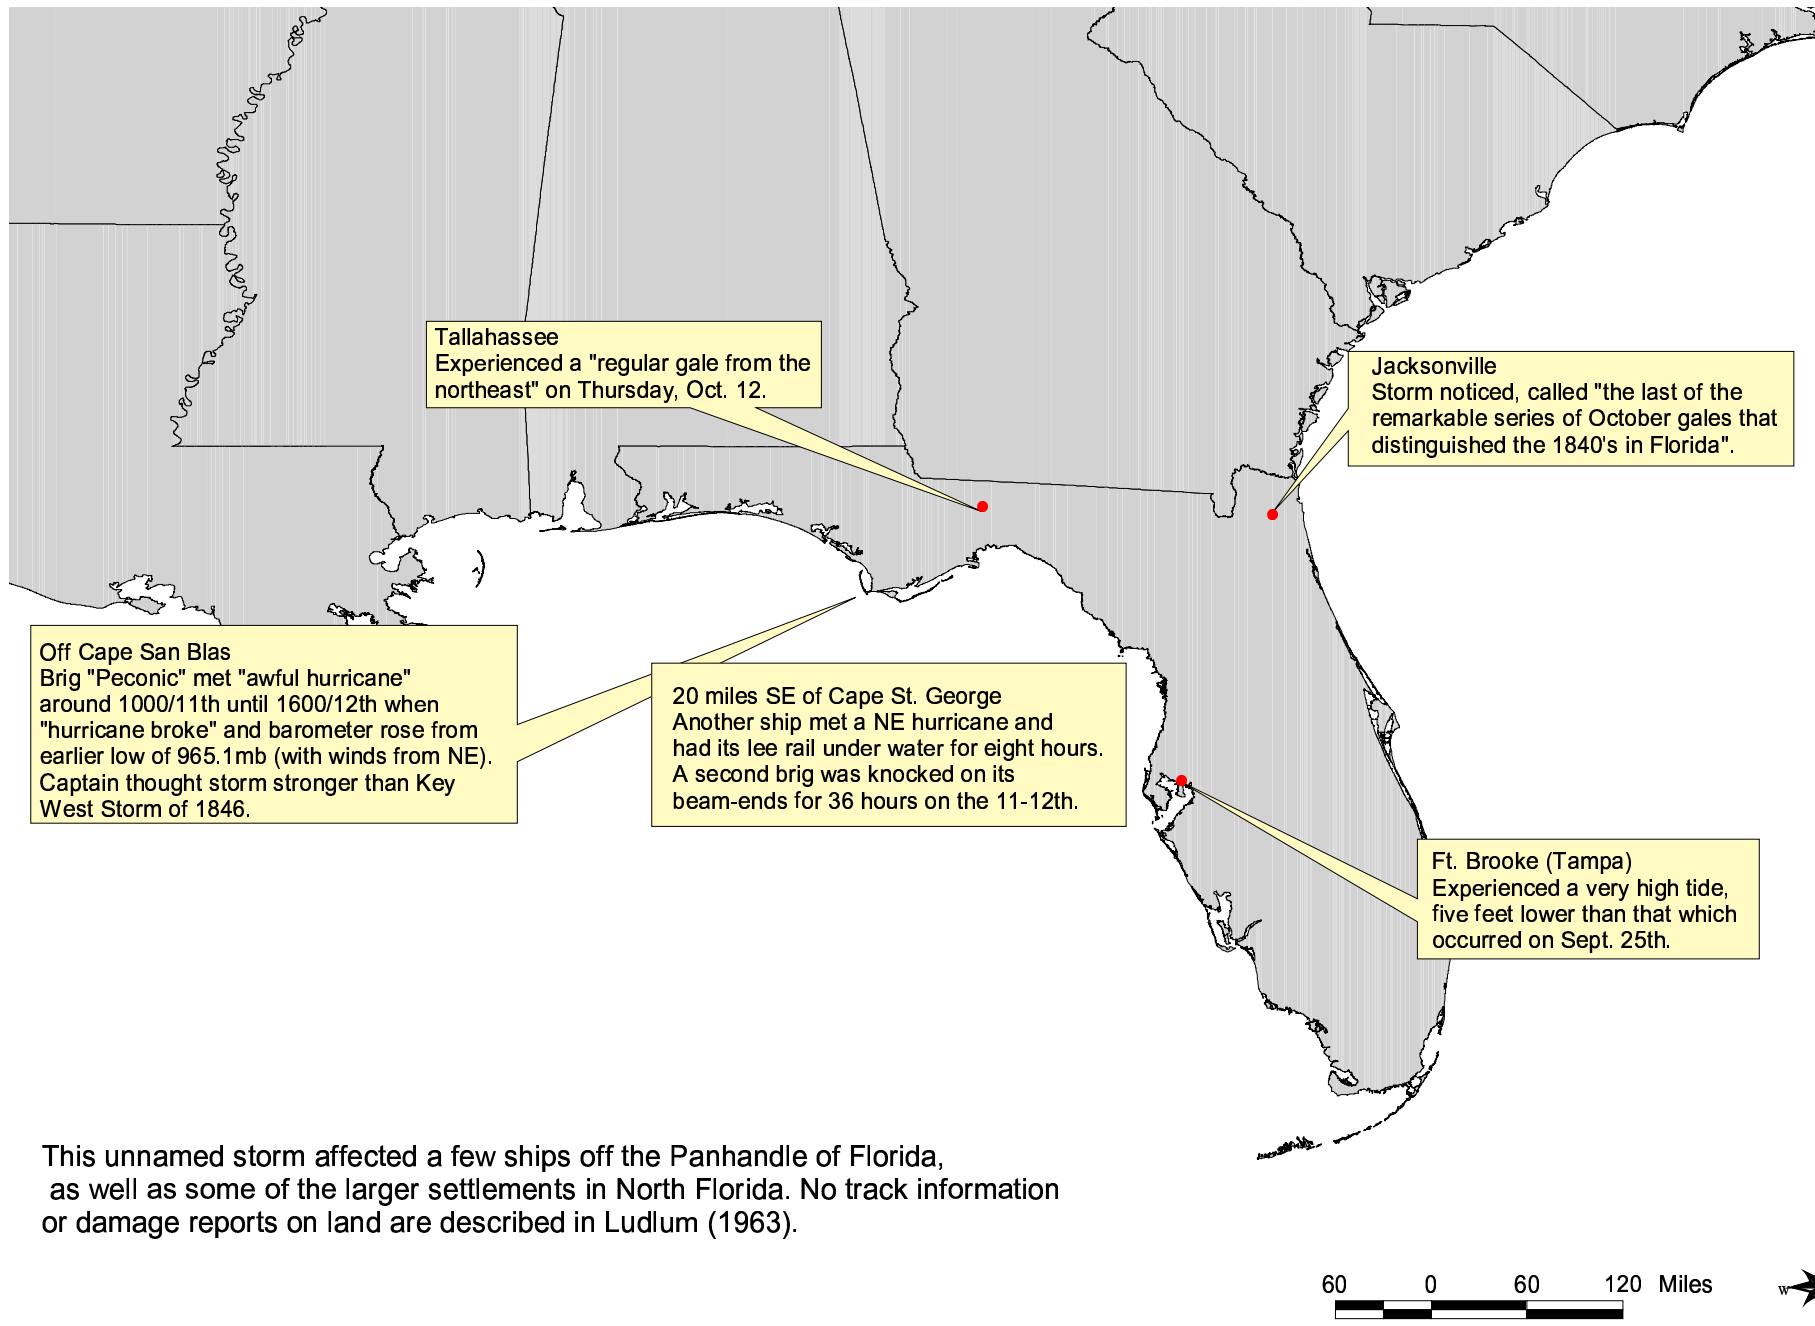 Tallahassee
Experienced a "regular gale from the
northeast" on Thursday, Oct. 12.
Jacksonville
Storm noticed, called "the last of the
remarkable series of October gales that
distinguished the 1840's in Florida".
Off Cape San Blas
Brig "Peconic" met "awful hurricane"
around 1000/11th until 1600/12th when
"hurricane broke" and barometer rose from
earlier low of 965.1mb (with winds from NE).
Captain thought storm stronger than Key
West Storm of 1846.
20 miles SE of Cape St. George
Another ship met a NE hurricane and
had its lee rail under water for eight hours.
A second brig was knocked on its
beam-ends for 36 hours on the 11-12th.
Ft. Brooke (Tampa)
Experienced a very high tide,
five feet lower than that which
occurred on Sept. 25th.
This unnamed storm affected a few ships off the Panhandle of Florida,
as well as some of the larger settlements in North Florida. No track information
or damage reports on land are described in Ludlum (1963).
60 0 60 120 Miles
W